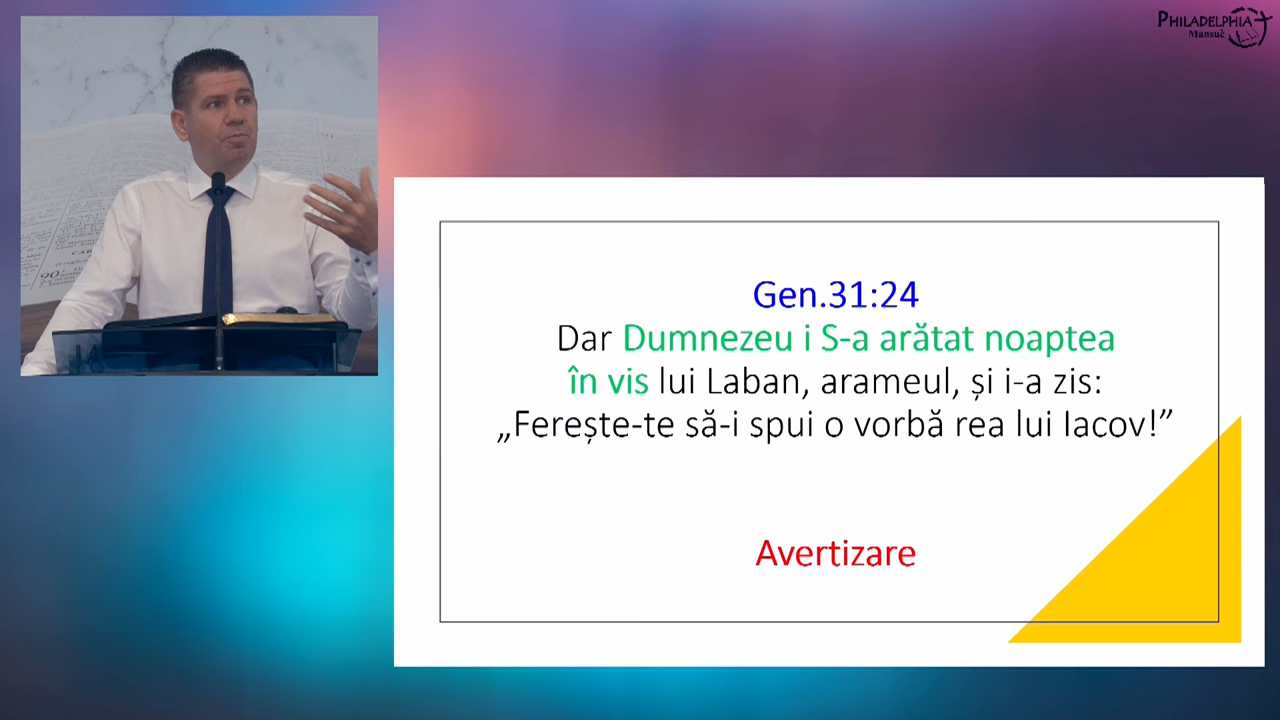 PHILADELPHIA
Mansuè
Gen.31:24
Dar Dumnezeu i S-a arătat noaptea
în vis lui Laban, arameul, și i-a zis:
„Ferește-te să-i spui o vorbă rea lui Iacov!”
Avertizare
90